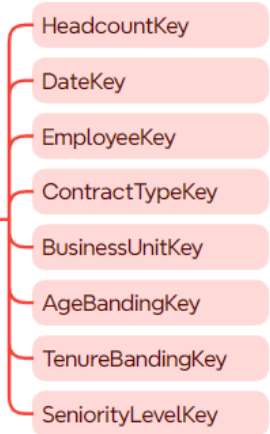 HeadcountKey
DateKey
EmployeeKey
ContractTypeKey
BusinessUnitKey
AgeBandingKey
TenureBandingKey
SeniorityLevelKey